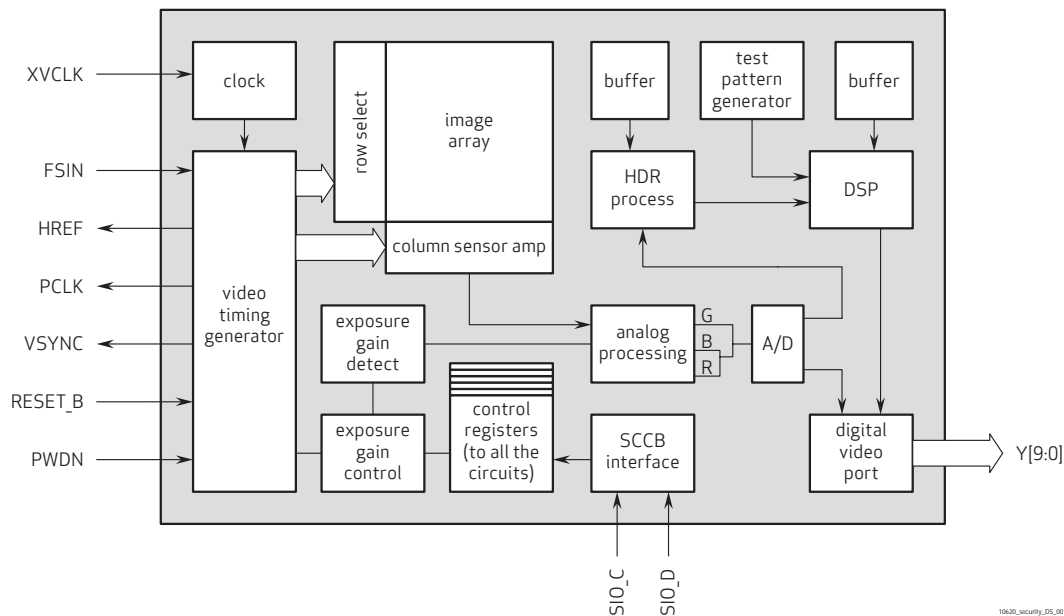 XVCLK
FSIN
HREF
PCLK
VSYNC
RESET_B
PWDN
clock
video
timing
generator
row select
image
array
column sensor amp
buffer
test
pattern
generator
buffer
HDR
process
DSP
exposure
gain
detect
analog
processing
G
B
R
A/D
exposure
gain
control
control
registers
(to all the
circuits)
SCCB
interface
digital
video
port
Y[9:0]
SIO_C
SIO_D
10620_security_DS_00